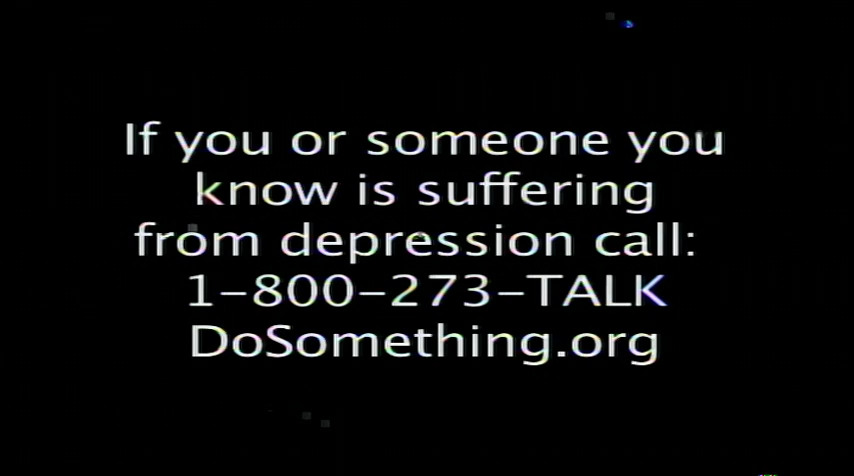 If you or someone you
know is suffering
from depression call:
1-800-273-TALK
DoSomething.org